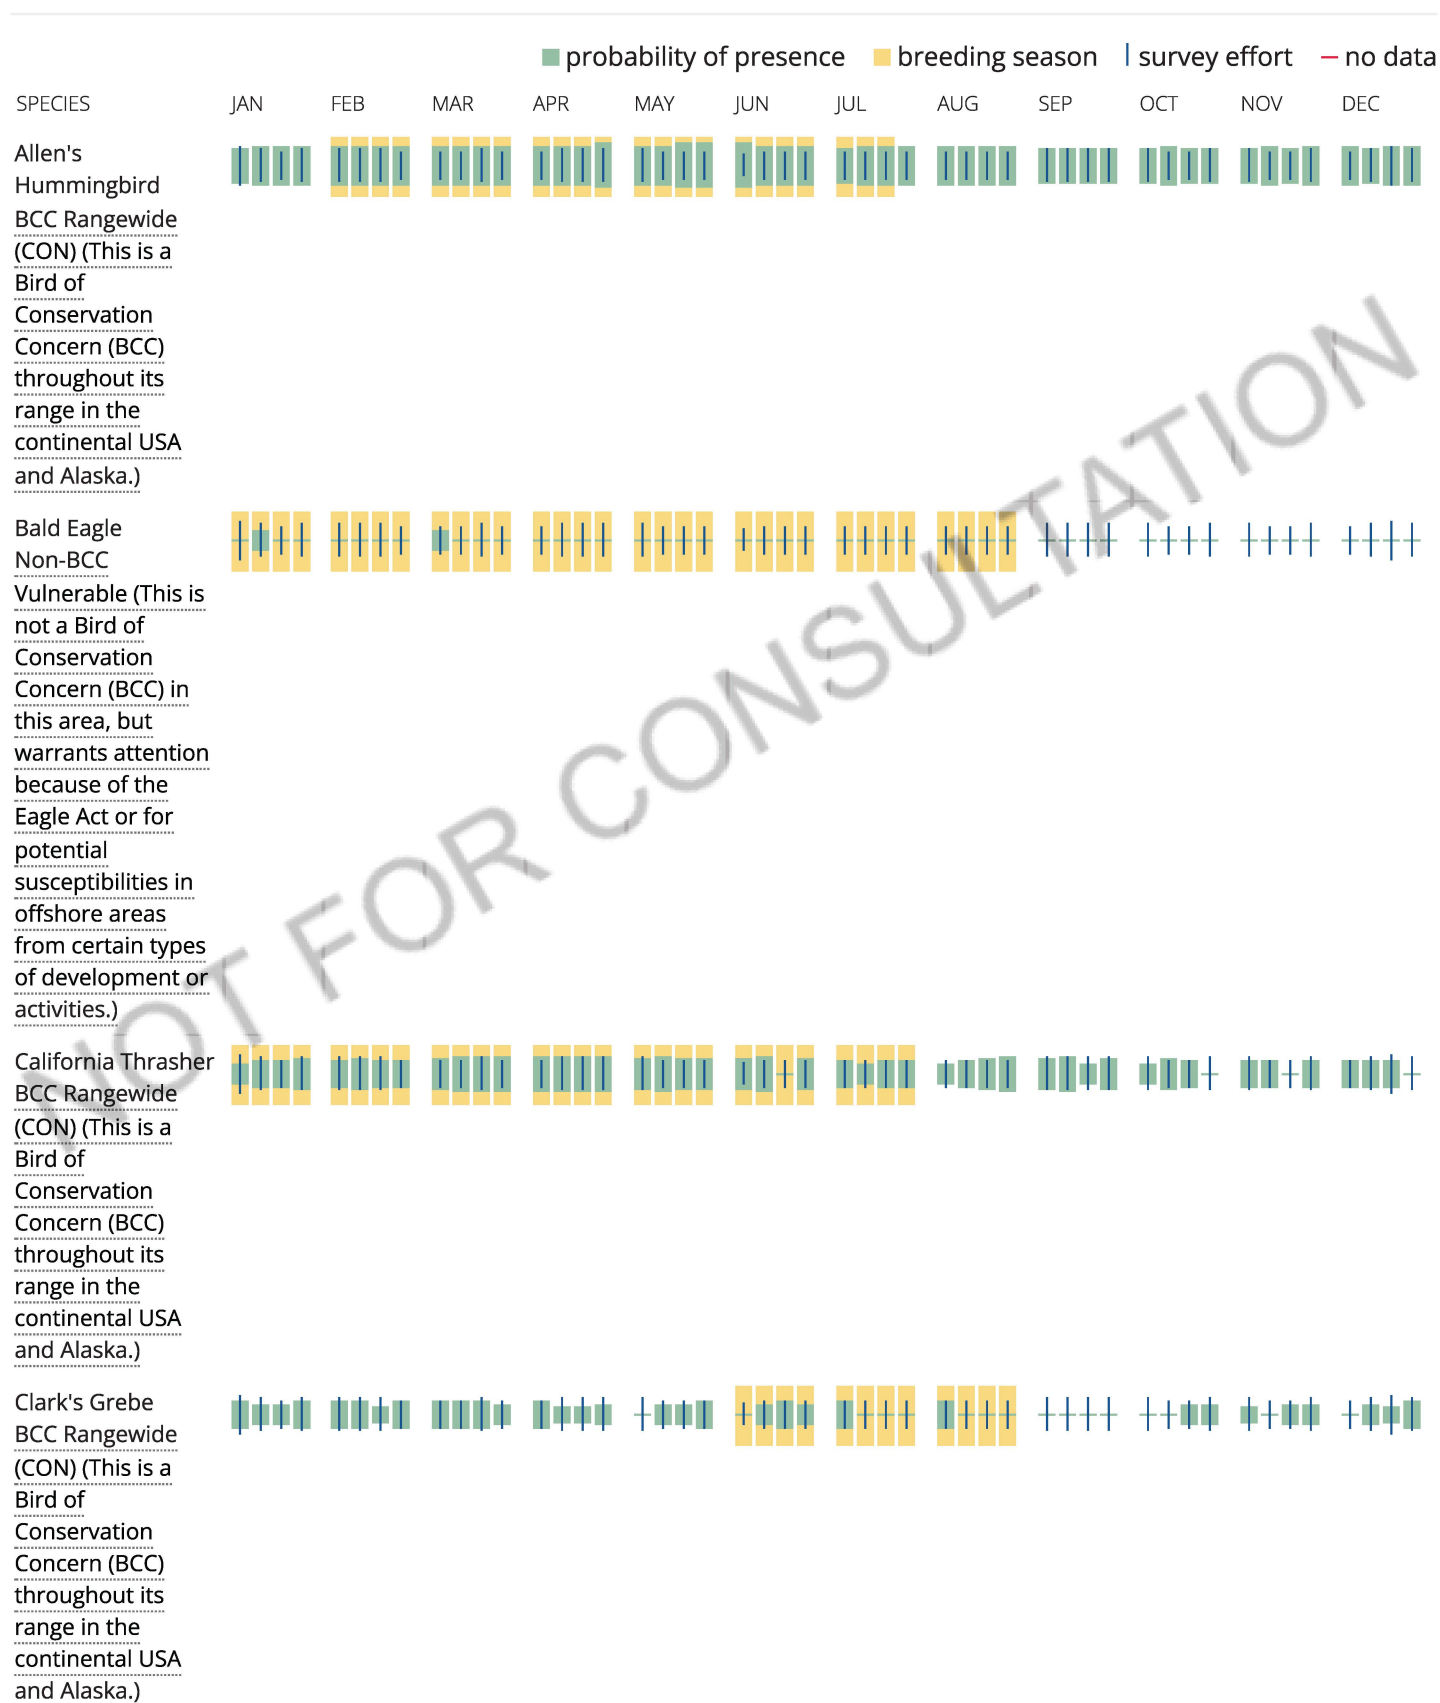 probability of presence breeding season survey effort no data
SPECIES JAN FEB MAR APR MAY JUN JUL AUG SEP OCT NOV DEC
Allen's
Hummingbird
BCC Rangewide
(CON) (This is a
Bird of
Conservation
Concern (BCC)
throughout its
range in the
continental USA
and Alaska.)
Bald Eagle
Non-BCC
Vulnerable (This is
not a Bird of
Conservation
Concern (BCC) in
this area, but
warrants attention
because of the
Eagle Act or for
potential
susceptibilities in
offshore areas
from certain types
of development or
activities.)
California Thrasher
BCC Rangewide
(CON) (This is a
Bird of
Conservation
Concern (BCC)
throughout its
range in the
continental USA
and Alaska.)
Clark's Grebe
BCC Rangewide
(CON) (This is a
Bird of
Conservation
Concern (BCC)
throughout its
range in the
continental USA
and Alaska.)
NOT FOR CONSULTATION